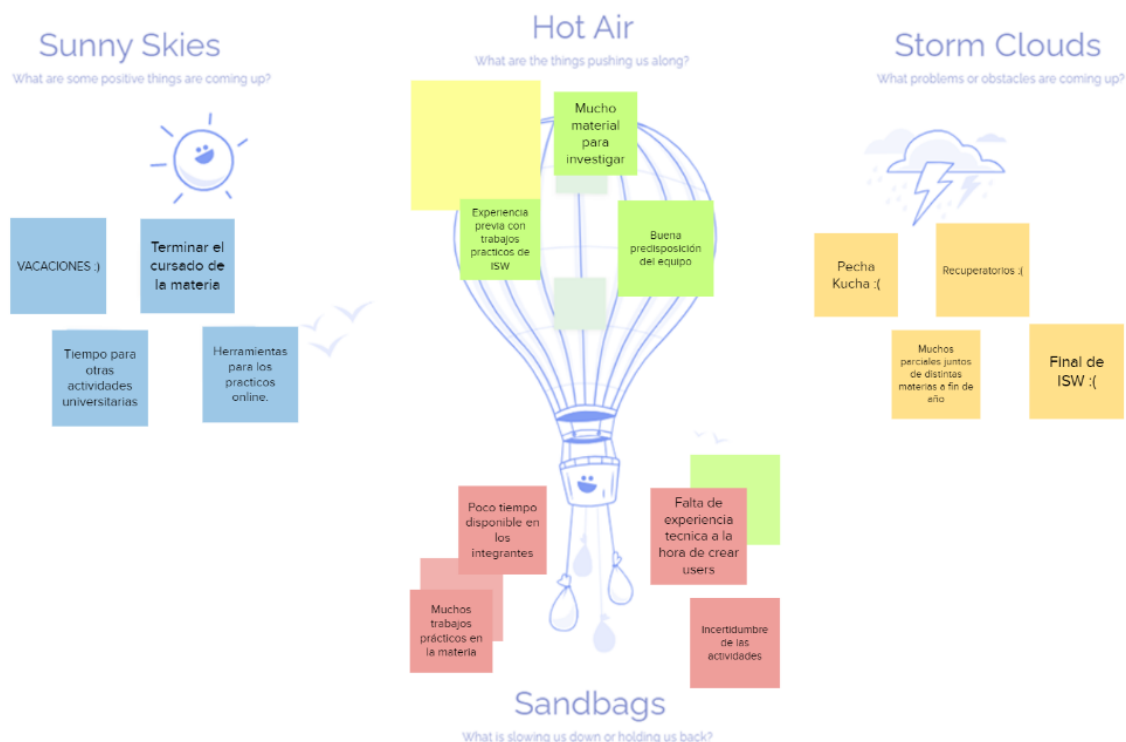 Sunny Skies
What are some positive things are coming up?
VACACIONES :)
Terminar el
cursado de
la materia
Tiempo para
otras
actividades
universitarias
Herramientas
para los
practicos
online.
Hot Air
What are the things pushing us along?
Mucho
material
para
investigar
Experiencia
previa con
trabajos
practicos de
ISW
Buena
predisposición
del equipo
Storm Clouds
What problems or obstacles are coming up?
Pecha
Kucha :(
Recuperatorios :(
Muchos
parciales juntos
de distintas
materias a fin de
año
Final de
ISW :(
Poco tiempo
disponible en
los
integrantes
Falta de
experiencia
tecnica a la
hora de crear
users
Muchos
trabajos
prácticos en
la materia
Incertidumbre
de las
actividades
Sandbags
What is slowing us down or holding us back?